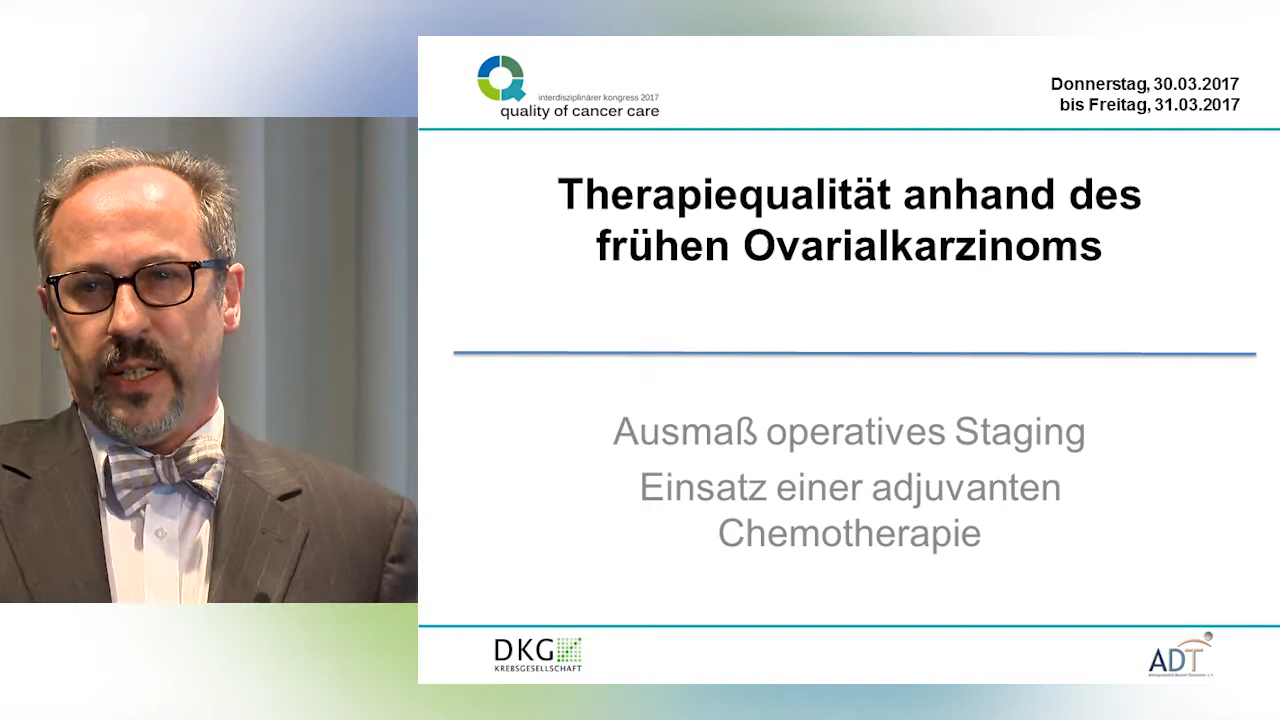 interdisziplinärer kongress 2017
quality of cancer care
Donnerstag, 30.03.2017
bis Freitag, 31.03.2017
Therapiequalität anhand des
frühen Ovarialkarzinoms
Ausmaß operatives Staging
Einsatz einer adjuvanten
Chemotherapie
DKG
KREBSGESELLSCHAFT
ADT